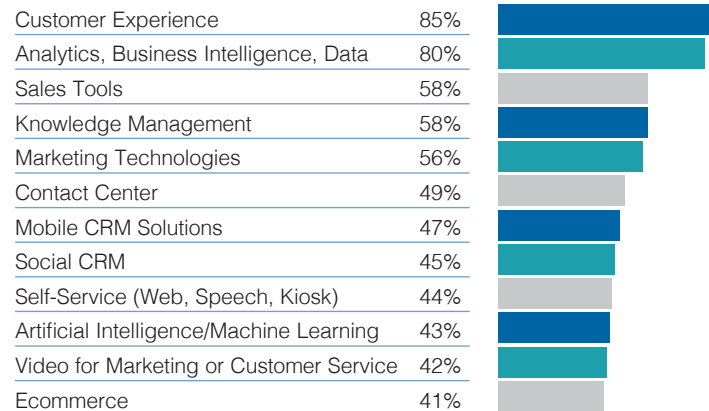 Customer Experience 85%
Analytics, Business Intelligence, Data 80%
Sales Tools 58%
Knowledge Management 58%
Marketing Technologies 56%
Contact Center 49%
Mobile CRM Solutions 47%
Social CRM 45%
Self-Service (Web, Speech, Kiosk) 44%
Artificial Intelligence/Machine Learning 43%
Video for Marketing or Customer Service 42%
Ecommerce 41%